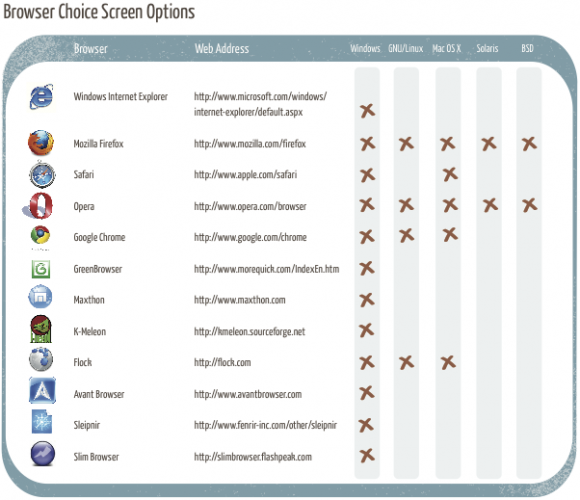 Browser Choice Screen Options
Browser Web Address Windows GNU/Linux Mac OS X Solaris BSD
Windows Internet Explorer http://www.microsoft.com/windows/
internet-explorer/default.aspx
Mozilla Firefox http://www.mozilla.com/firefox
Safari http://www.apple.com/safari
Opera http://www.opera.com/browser
Google Chrome http://www.google.com/chrome
GreenBrowser http://www.morequick.com/IndexEn.htm
Maxthon http://www.maxthon.com
K-Meleon http://kmeleon.sourceforge.net
Flock http://flock.com
Avant Browser http://www.avantbrowser.com
Sleipnir http://www.fenrir-inc.com/other/sleipnir
Slim Browser http://slimbrowser.flashpeak.com